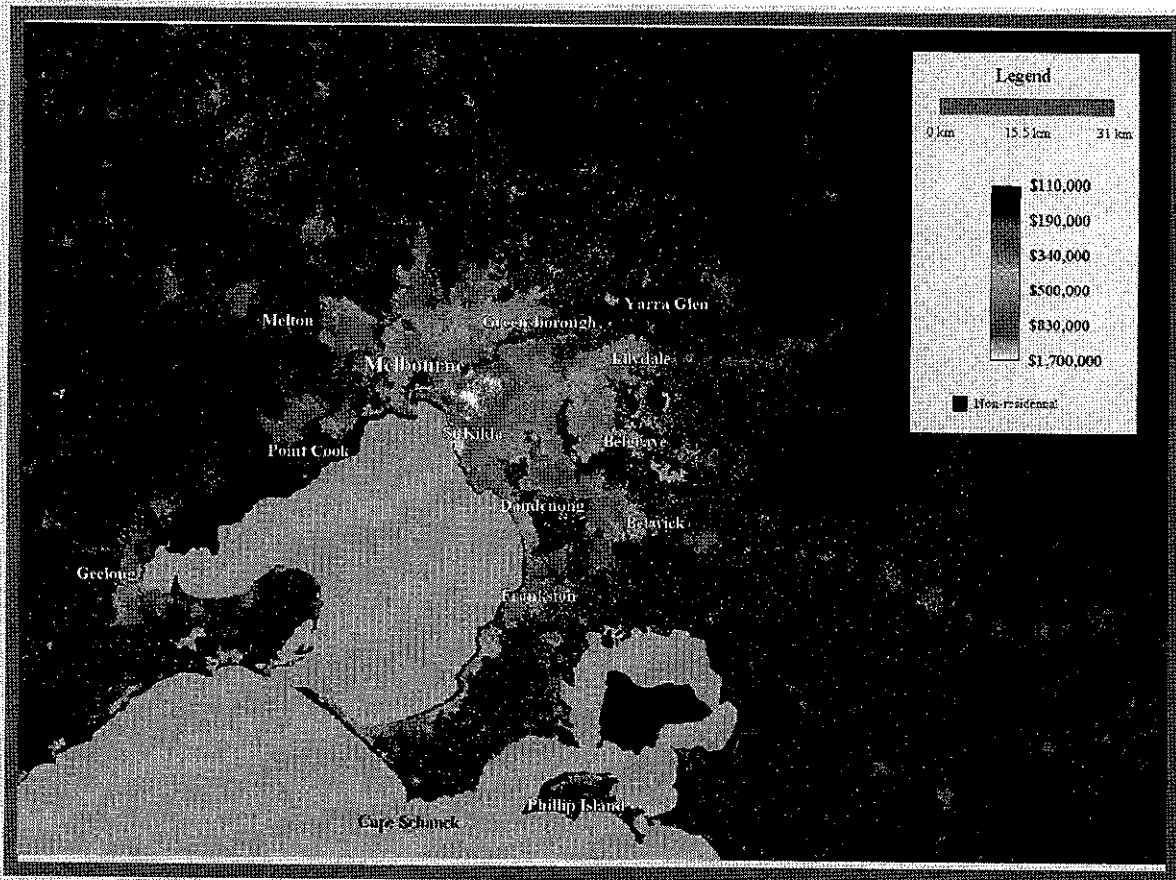 Legend
0 km 15.5 km 31 km
$110,000
$190,000
$340,000
$500,000
$830,000
$1,700,000
Non-residential
Yarra Glen
Melton
Greensborough
Lilydale
Melbourne
St Kilda
Belgrave
Point Cook
Dandenong
Berwick
Geelong
Frankston
Phillip Island
Cape Schanck